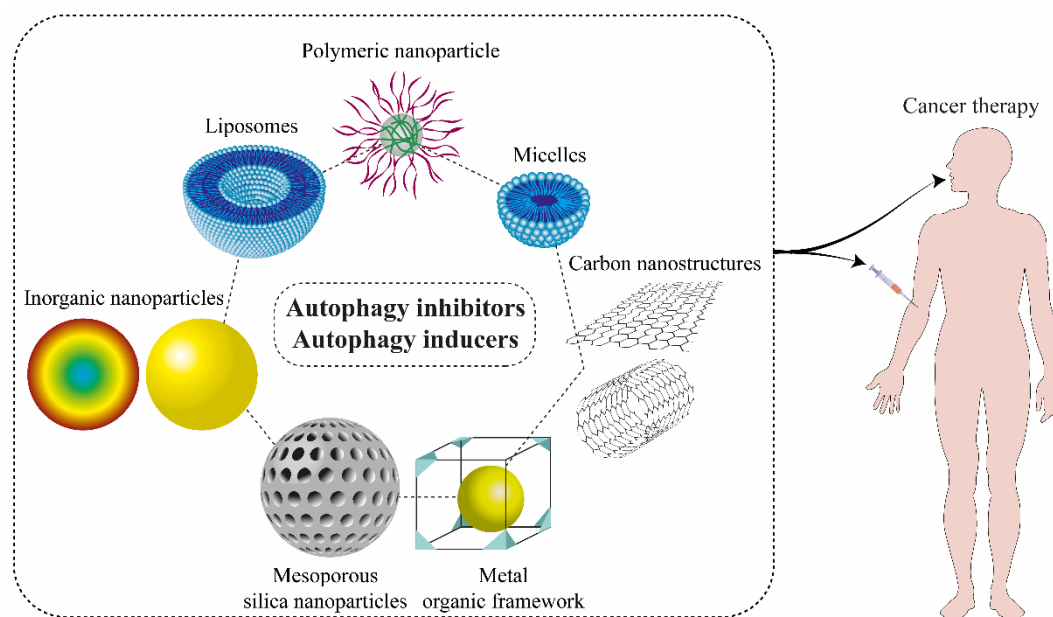 Polymeric nanoparticle
Cancer therapy
Liposomes
Micelles
Carbon nanostructures
Inorganic nanoparticles
Autophagy inhibitors
Autophagy inducers
Mesoporous
silica nanoparticles
Metal
organic framework